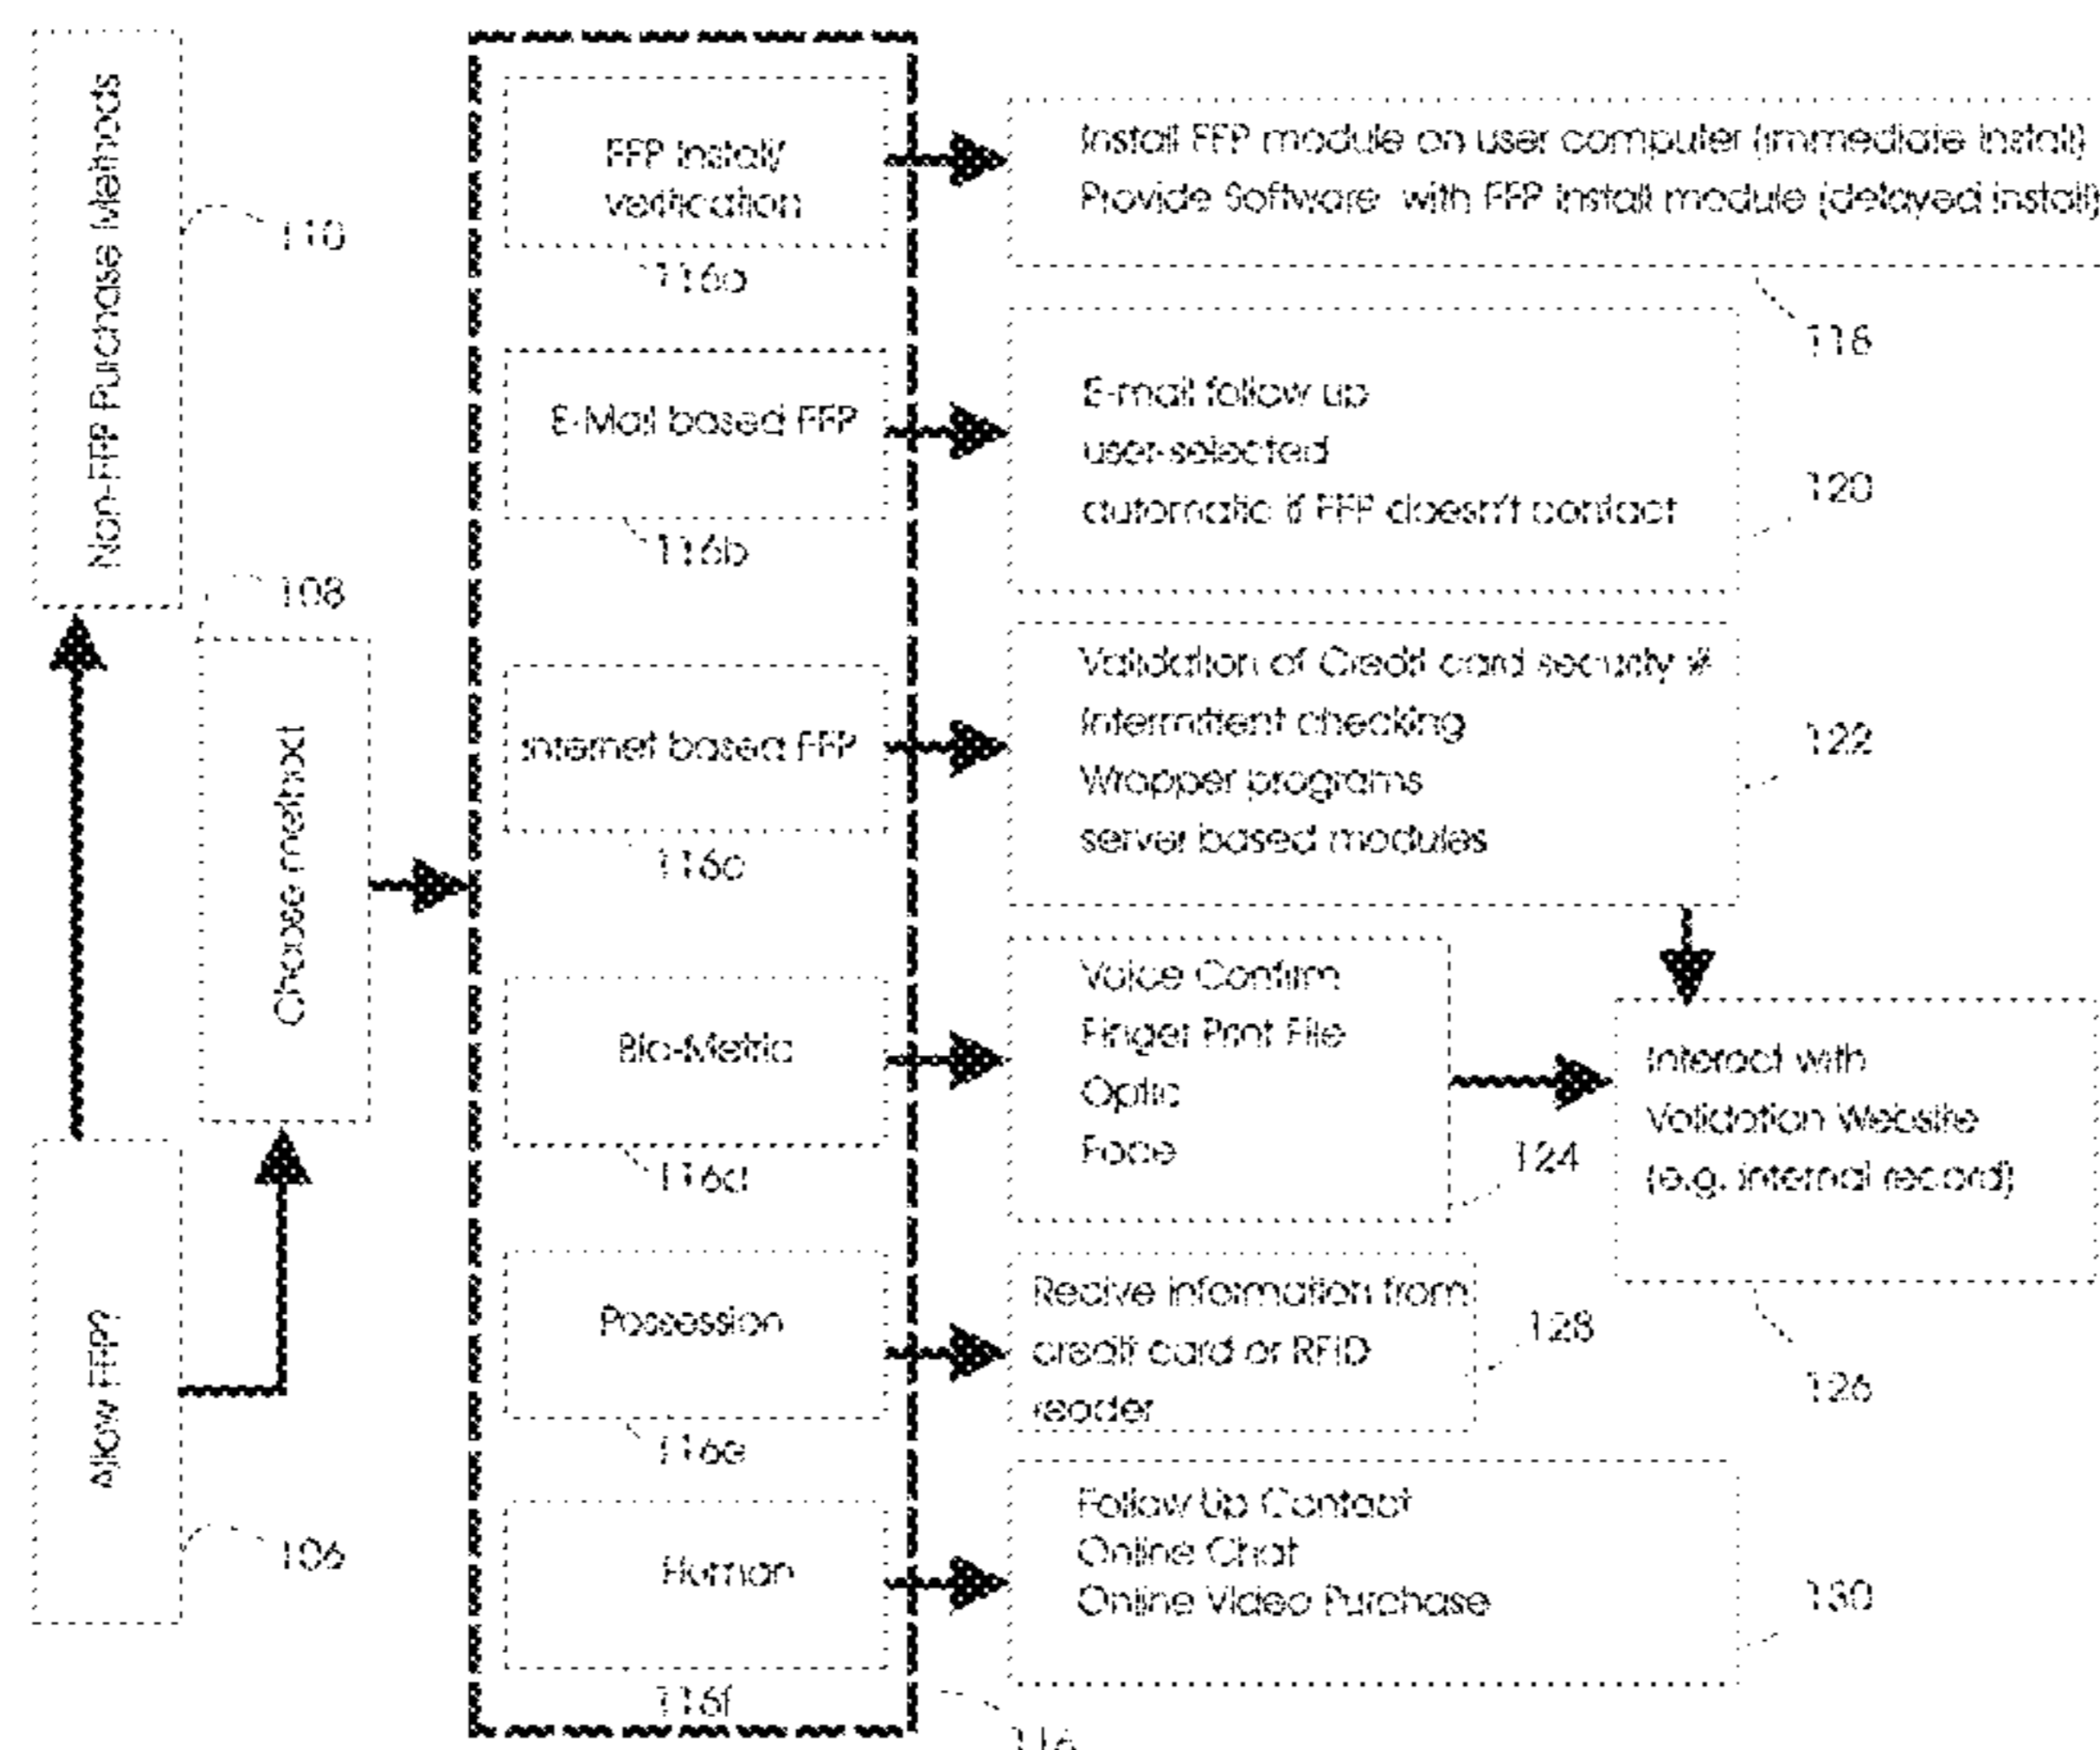 Non-FFP Purchase Methods
110
108
Chose method
Allow FFP?
106
FFP Install/
verification
116a
E-Mail based FFP
116b
Internet based FFP
116c
Bio-Metric
116d
Possession
116e
Human
116f
116
Install FFP module on user computer (immediate install)
Provide Software with FFP install module (delayed install)
118
E-mail follow up
user-selected
automatic if FFP doesn't contact
120
Validation of Credit card security #
Intermittent checking
Wrapper programs
server based modules
122
Voice Confirm
Finger Print File
Optic
Face
124
Interact with
Validation Website
(e.g. internal record)
126
Recive information from
credit card or RFID
reader
128
Follow Up Contact
Online Chat
Online Video Purchase
130